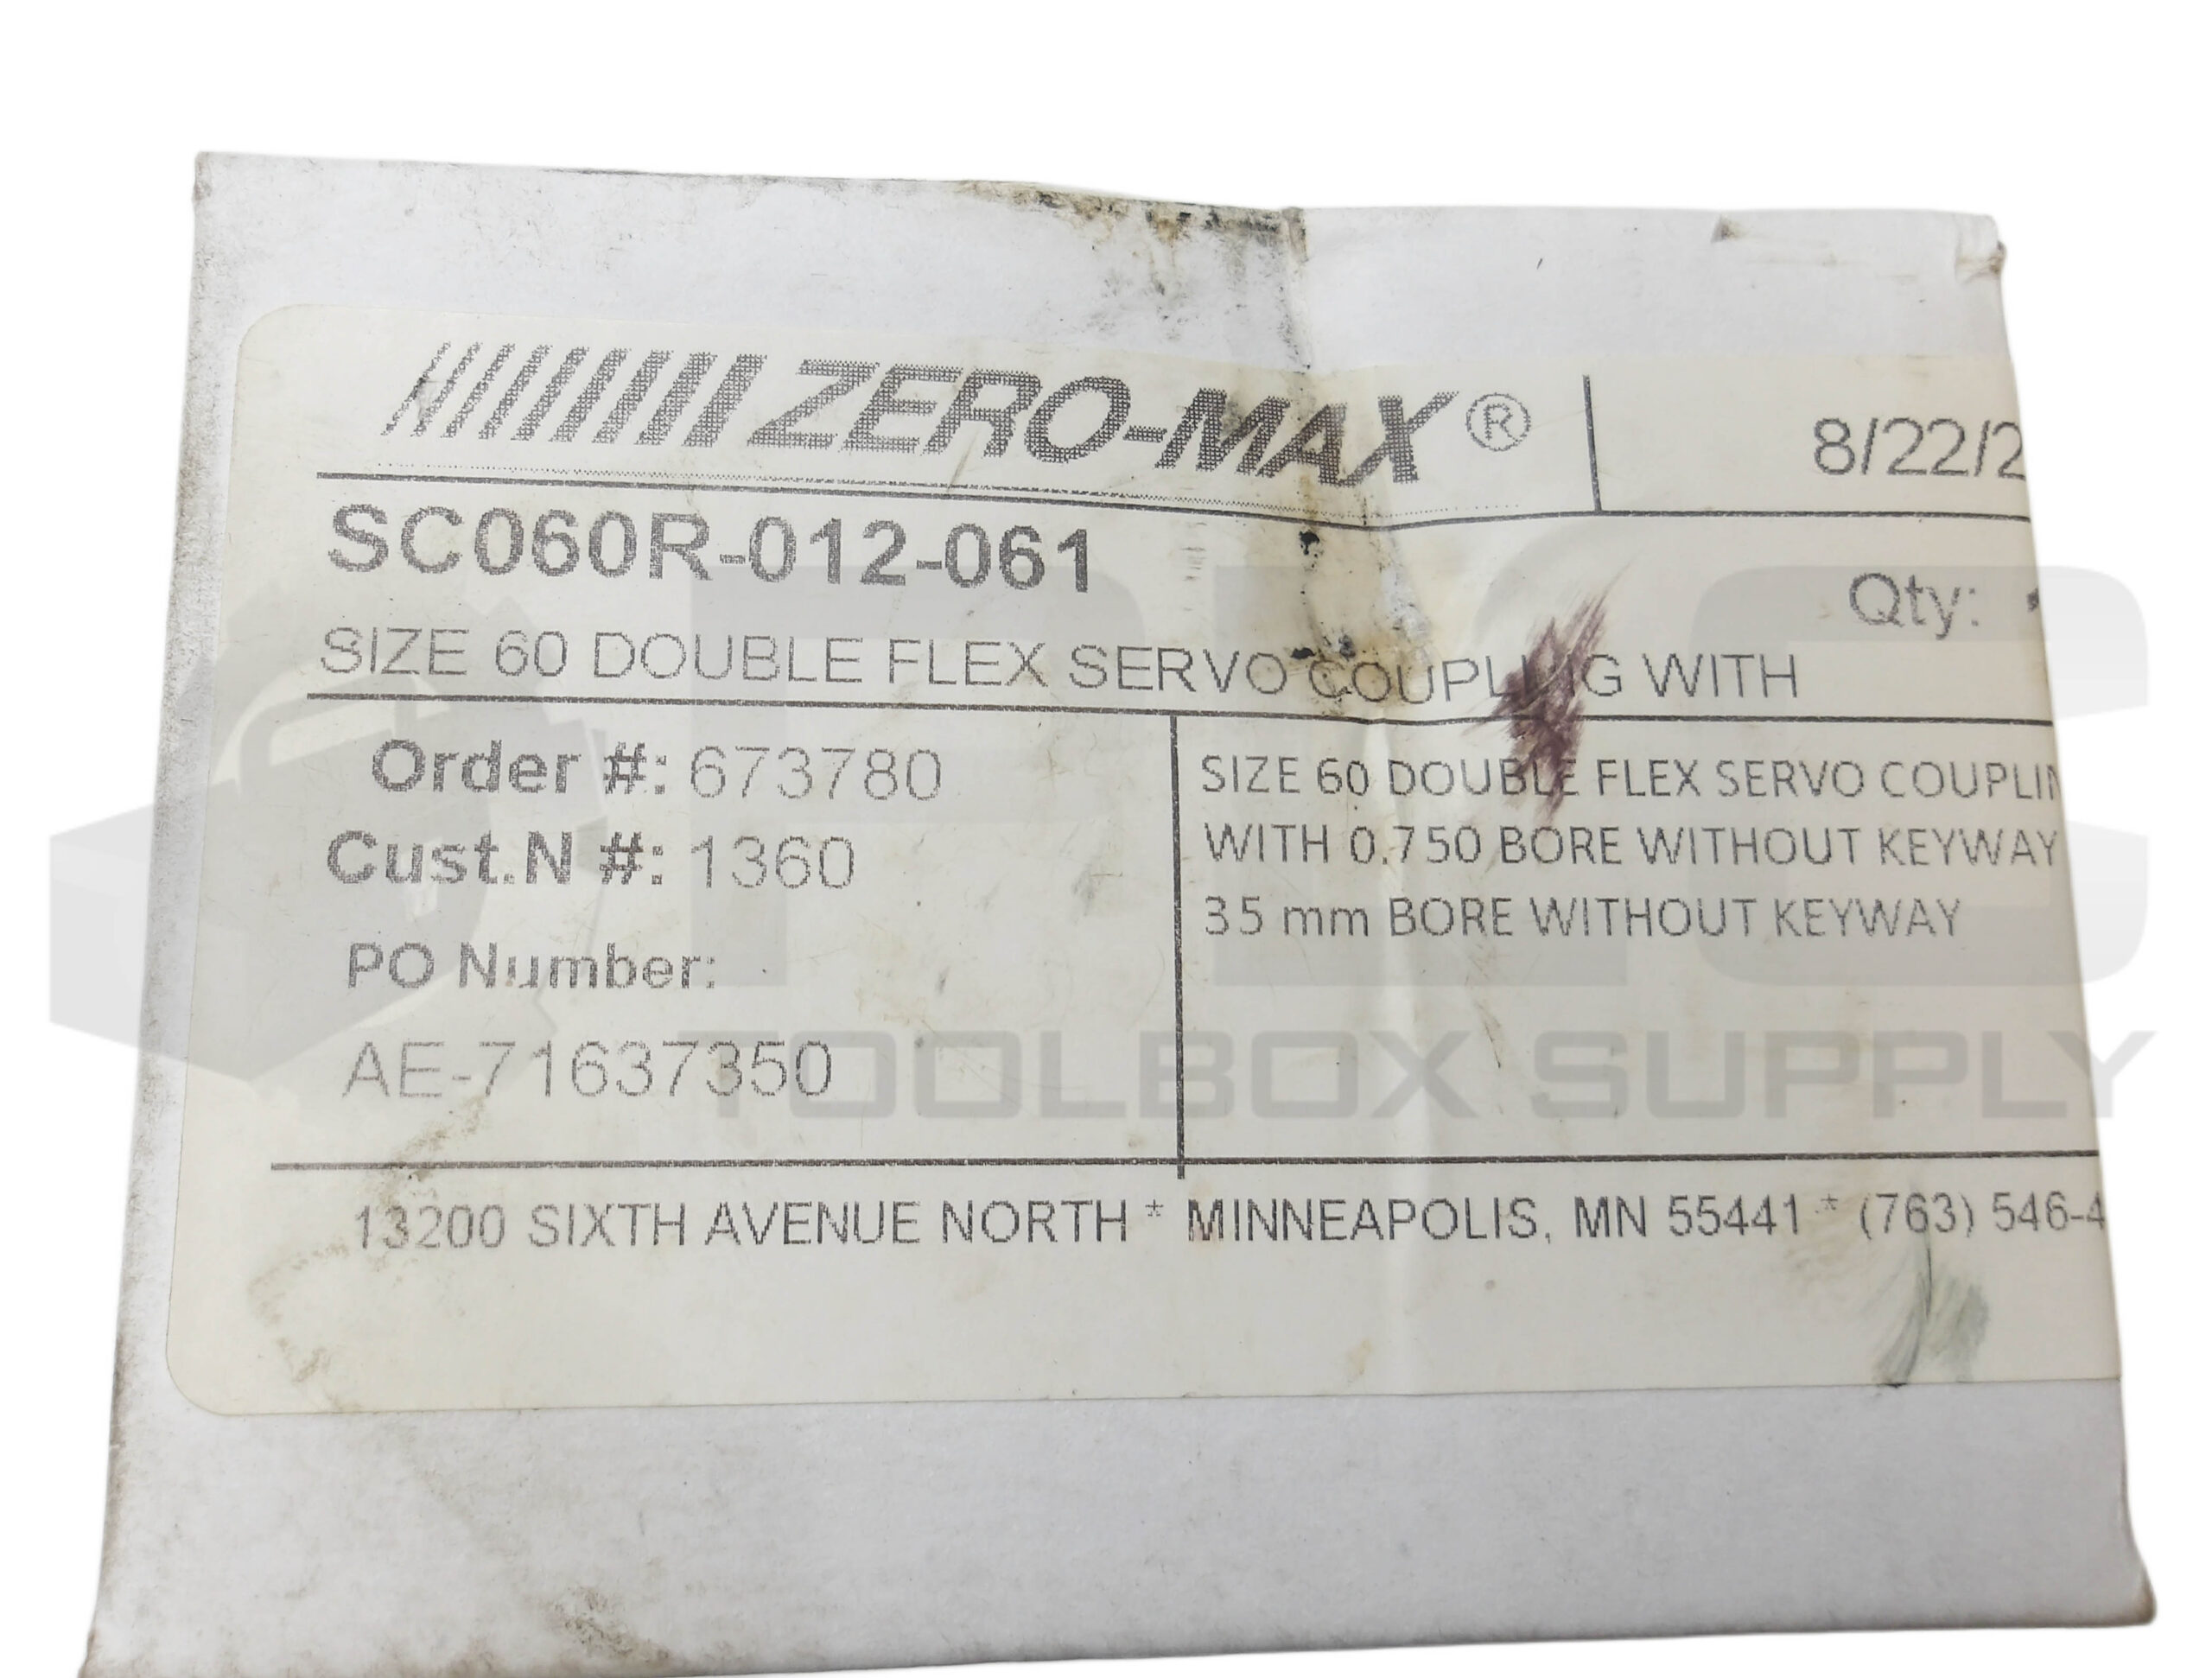 ZERO-MAX®
8/22/2
SC060R-012-061
Qty:
SIZE 60 DOUBLE FLEX SERVO COUPLING WITH
Order #: 673780
Cust.N #: 1360
PO Number:
AE-71637350
SIZE 60 DOUBLE FLEX SERVO COUPLIN
WITH 0.750 BORE WITHOUT KEYWAY
35 mm BORE WITHOUT KEYWAY
13200 SIXTH AVENUE NORTH * MINNEAPOLIS, MN 55441 * (763) 546-4
TOOLBOX SUPPLY